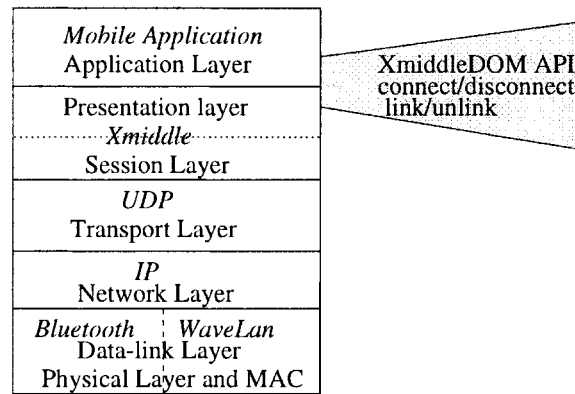 Mobile Application
Application Layer
Presentation layer
Xmiddle
Session Layer
UDP
Transport Layer
IP
Network Layer
Bluetooth WaveLan
Data-link Layer
Physical Layer and MAC
XmiddleDOM API
connect/disconnect
link/unlink